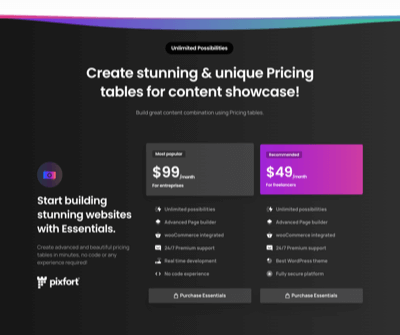 Unlimited Possibilities
Create stunning & unique Pricing
tables for content showcase!
Build great content combination using Pricing tables.
Start building
stunning websites
with Essentials.
Create advanced and beautiful pricing
tables in minutes, no code or any
experience required!
pixfort
Most popular
$99/month
For entreprises
Unlimited possibilities
Advanced Page builder
wooCommerce integrated
24/7 Premium support
Real time development
No code experience
Purchase Essentials
Recommended
$49/month
For freelancers
Unlimited possibilities
Advanced Page builder
wooCommerce integrated
24/7 Premium support
Best WordPress theme
Fully secure platform
Purchase Essentials